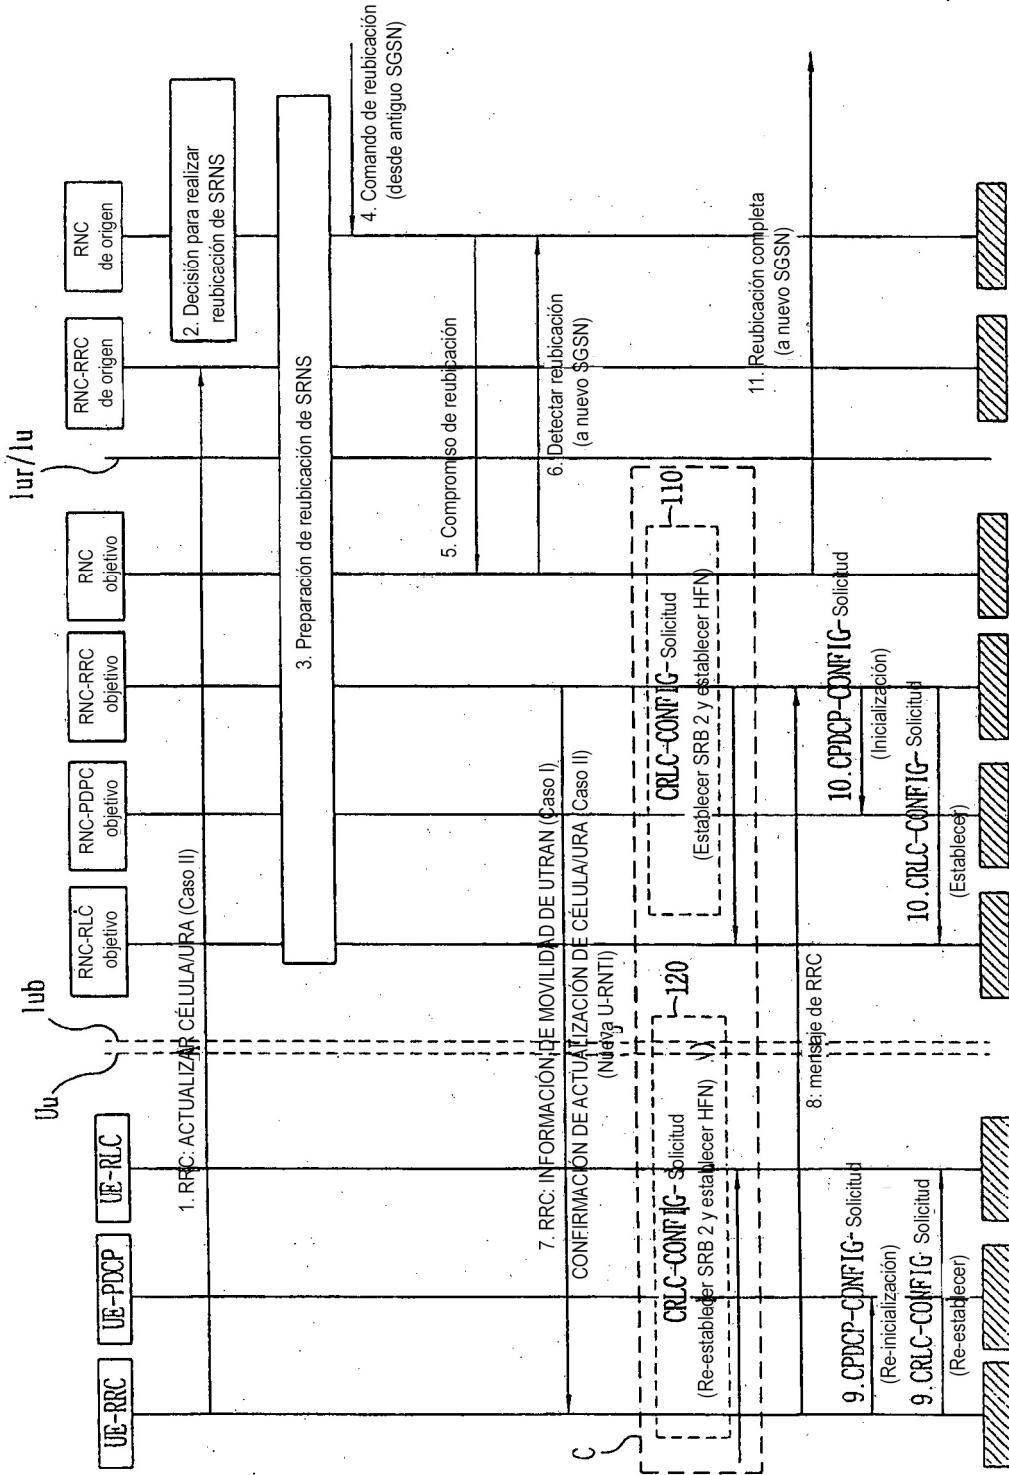 UE-RRC
UE-PDCP
UE-RLC
Uu
Iub
RNC-RLC
objetivo
RNC-PDPC
objetivo
RNC-RRC
objetivo
RNC
objetivo
Iur/Iu
RNC-RRC
de origen
RNC
de origen
1. RRC: ACTUALIZAR CÉLULA/URA (Caso II)
2. Decisión para realizar
reubicación de SRNS
3. Preparación de reubicación de SRNS
4. Comando de reubicación
(desde antiguo SGSN)
5. Compromiso de reubicación
6. Detectar reubicación
(a nuevo SGSN)
7. RRC: INFORMACIÓN DE MOVILIDAD DE UTRAN (Caso I)
CONFIRMACIÓN DE ACTUALIZACIÓN DE CÉLULA/URA (Caso II)
(Nueva U-RNTI)
C
120
CRLC-CONFIG-Solicitud
(Re-establecer SRB 2 y establecer HFN)
110
CRLC-CONFIG-Solicitud
(Establecer SRB 2 y establecer HFN)
8: mensaje de RRC
9.CPDCP-CONFIG-Solicitud
(Re-inicialización)
9.CRLC-CONFIG-Solicitud
(Re-establecer)
10.CPDCP-CONFIG-Solicitud
(Inicialización)
10.CRLC-CONFIG-Solicitud
(Establecer)
11. Reubicación completa
(a nuevo SGSN)